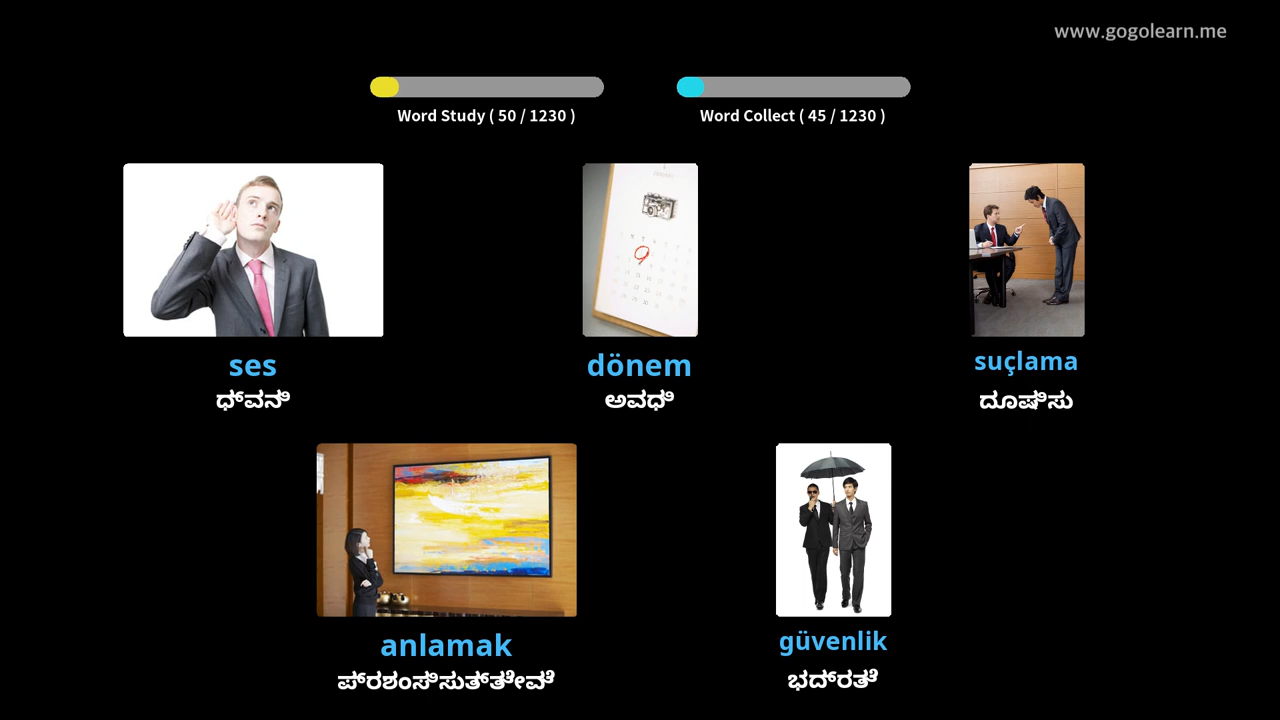 www.gogolearn.me
Word Study ( 50 / 1230 )
Word Collect ( 45 / 1230 )
ses
ಧ್ವನಿ
dönem
ಅವಧಿ
suçlama
ದೂಷಿಸು
anlamak
ಪ್ರಶಂಸಿಸುತ್ತೇವೆ
güvenlik
ಭದ್ರತೆ